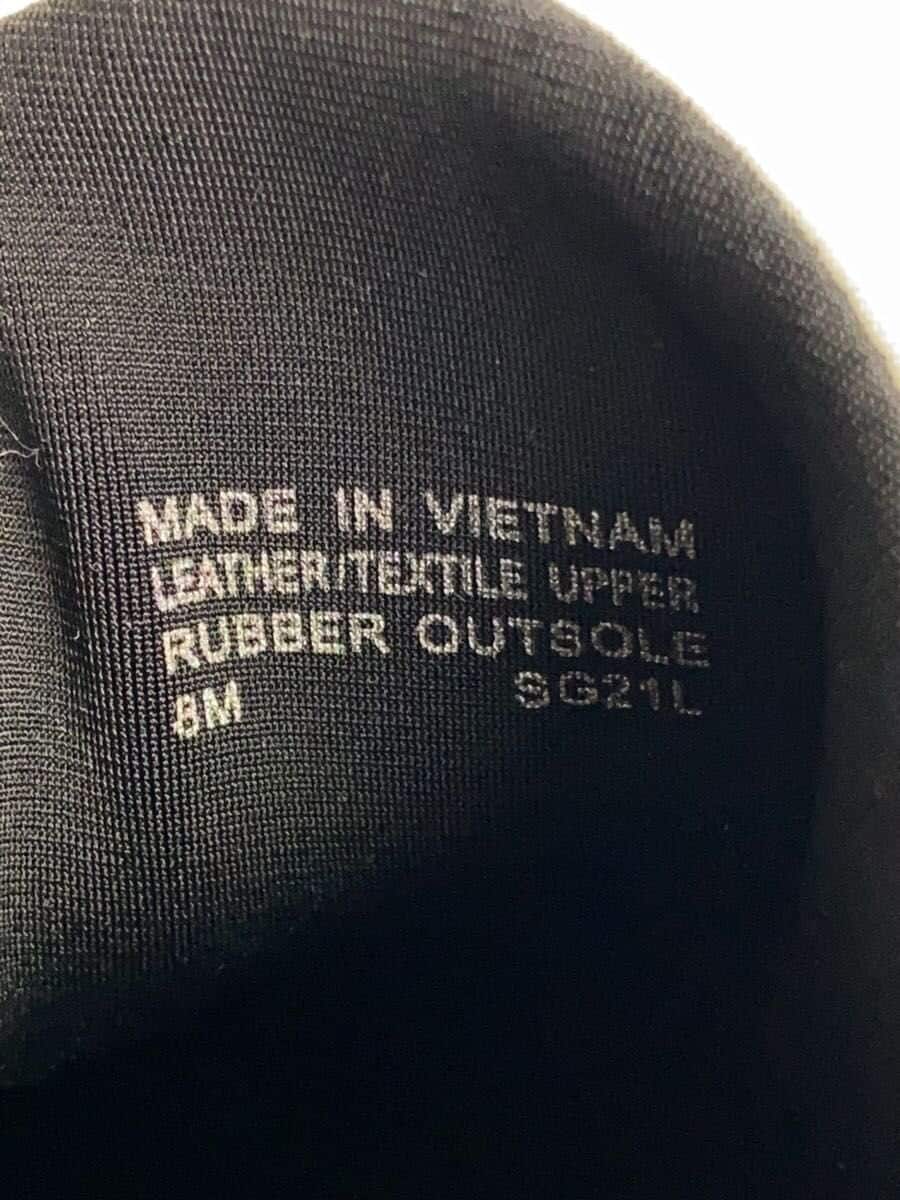 MADE IN VIETNAM
LEATHER/TEXTILE UPPER
RUBBER OUTSOLE
8M SG21L